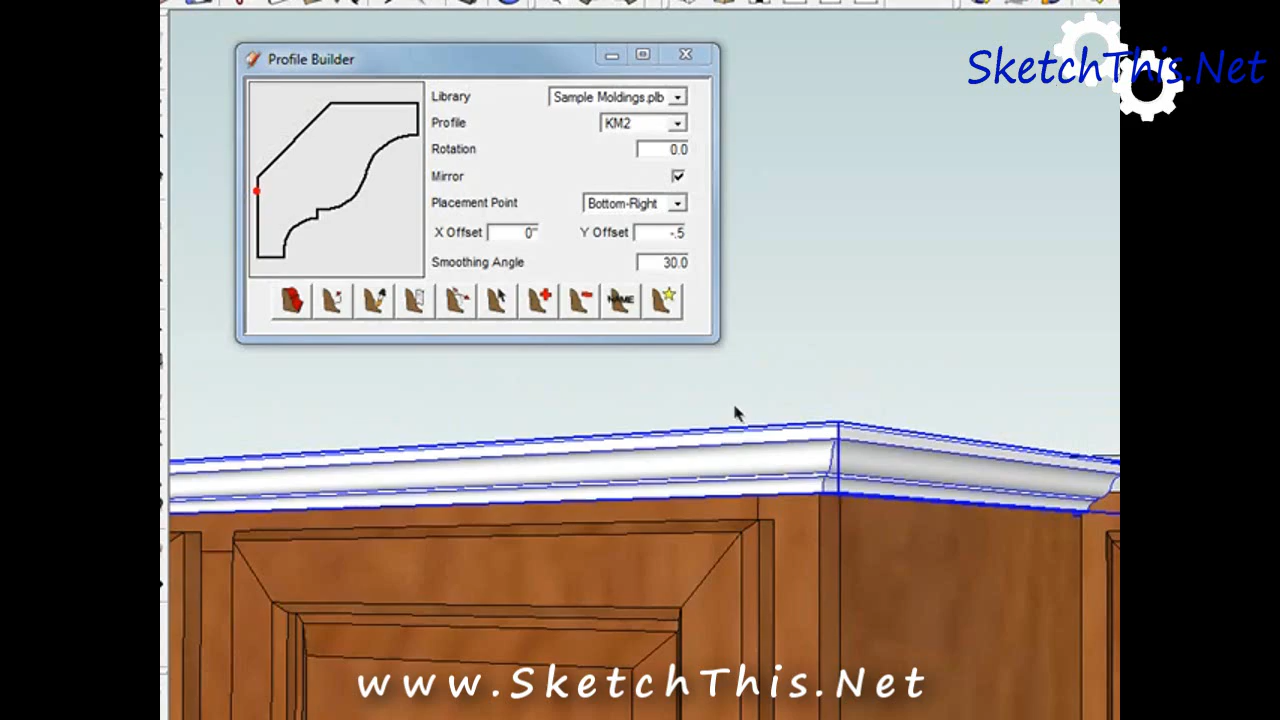 Profile Builder
SketchThis.Net
Library Sample Moldings.plb
Profile KM2
Rotation 0.0
Mirror
Placement Point Bottom-Right
X Offset 0" Y Offset -.5
Smoothing Angle 30.0
NAME
www.SketchThis.Net